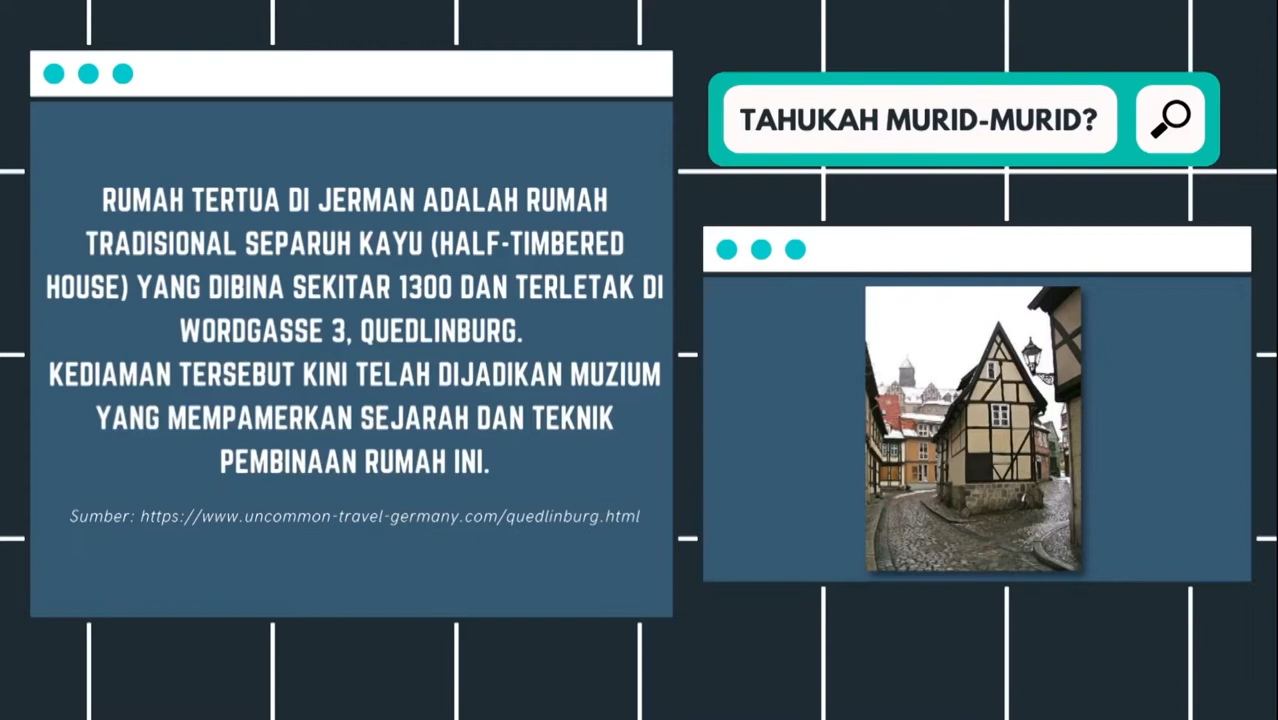 TAHUKAH MURID-MURID?
RUMAH TERTUA DI JERMAN ADALAH RUMAH
TRADISIONAL SEPARUH KAYU (HALF-TIMBERED
HOUSE) YANG DIBINA SEKITAR 1300 DAN TERLETAK DI
WORDGASSE 3, QUEDLINBURG.
KEDIAMAN TERSEBUT KINI TELAH DIJADIKAN MUZIUM
YANG MEMPAMERKAN SEJARAH DAN TEKNIK
PEMBINAAN RUMAH INI.
Sumber: https://www.uncommon-travel-germany.com/quedlinburg.html